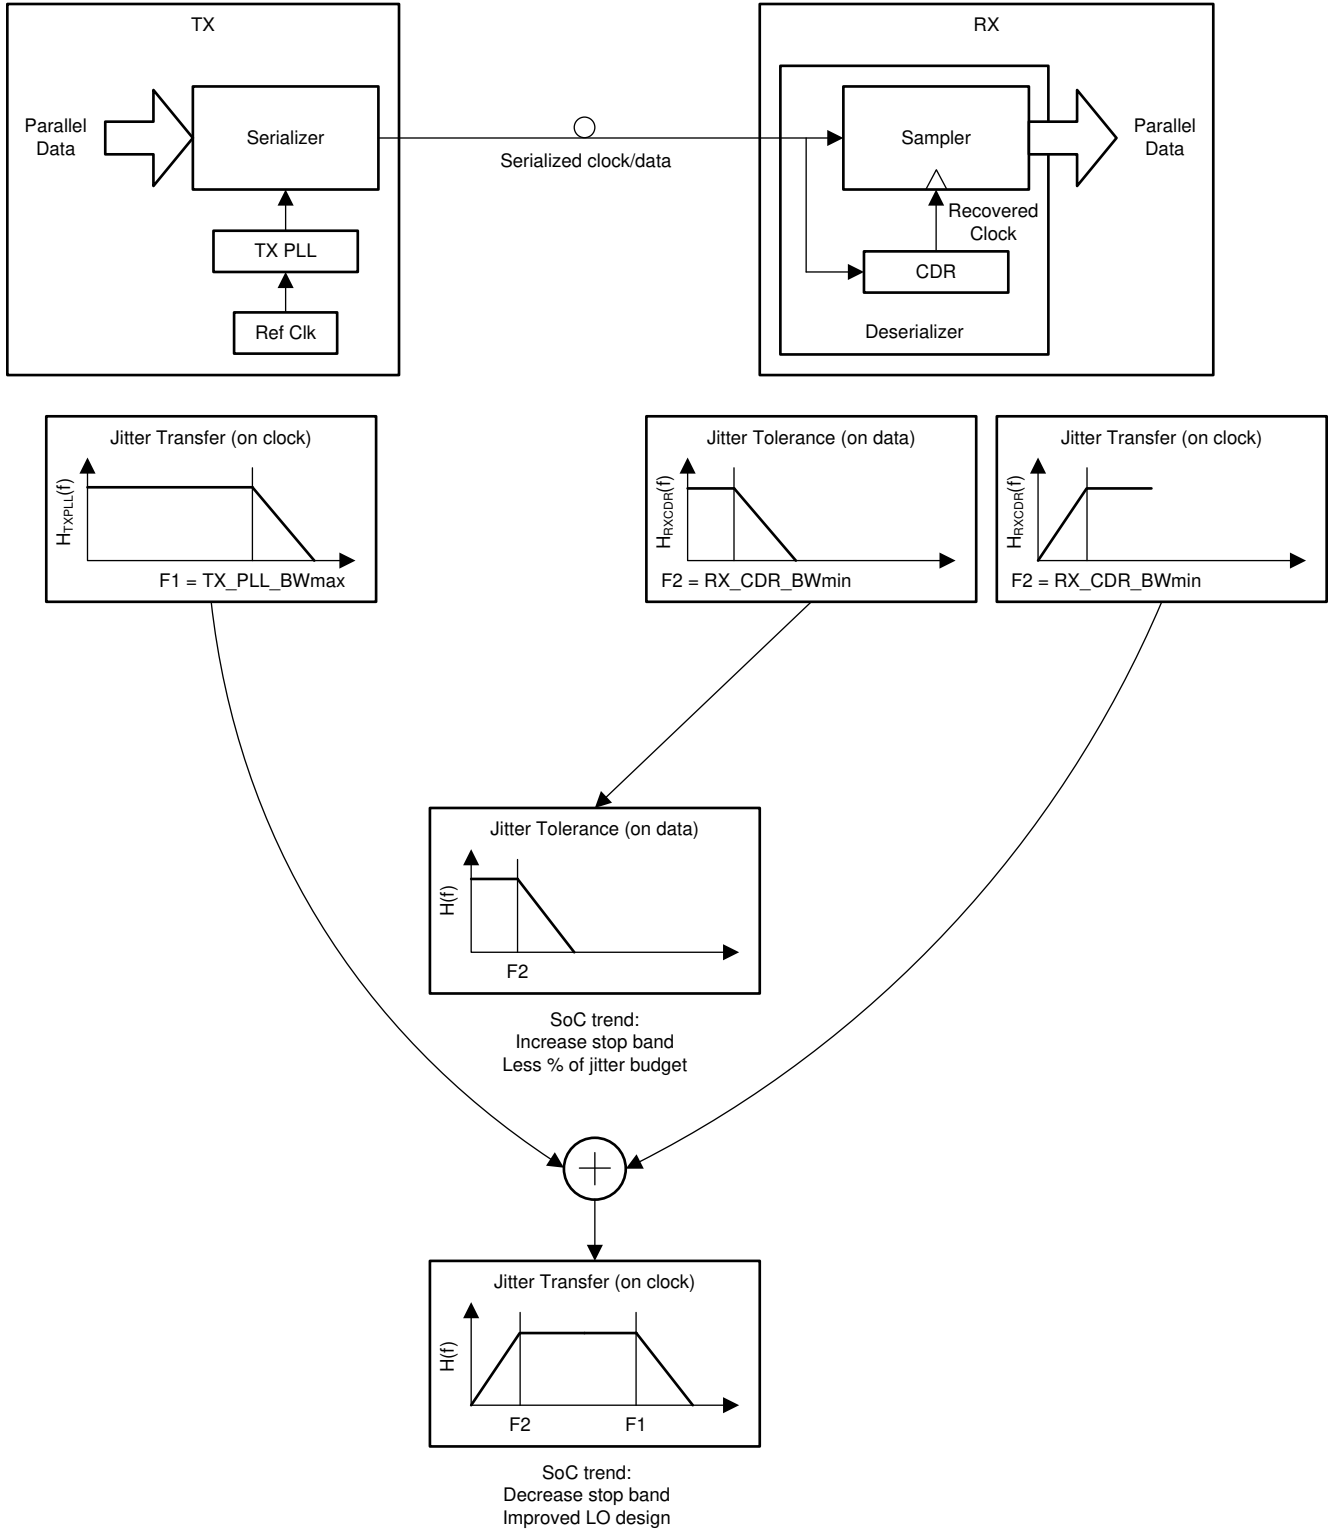 TX
Parallel
Data
Serializer
TX PLL
Ref Clk
Serialized clock/data
RX
Sampler
Recovered
Clock
CDR
Deserializer
Parallel
Data
Jitter Transfer (on clock)
HTXPLL(f)
F1 = TX_PLL_BWmax
Jitter Tolerance (on data)
HRXCDR(f)
F2 = RX_CDR_BWmin
Jitter Transfer (on clock)
HRXCDR(f)
F2 = RX_CDR_BWmin
Jitter Tolerance (on data)
H(f)
F2
SoC trend:
Increase stop band
Less % of jitter budget
Jitter Transfer (on clock)
H(f)
F2
F1
SoC trend:
Decrease stop band
Improved LO design